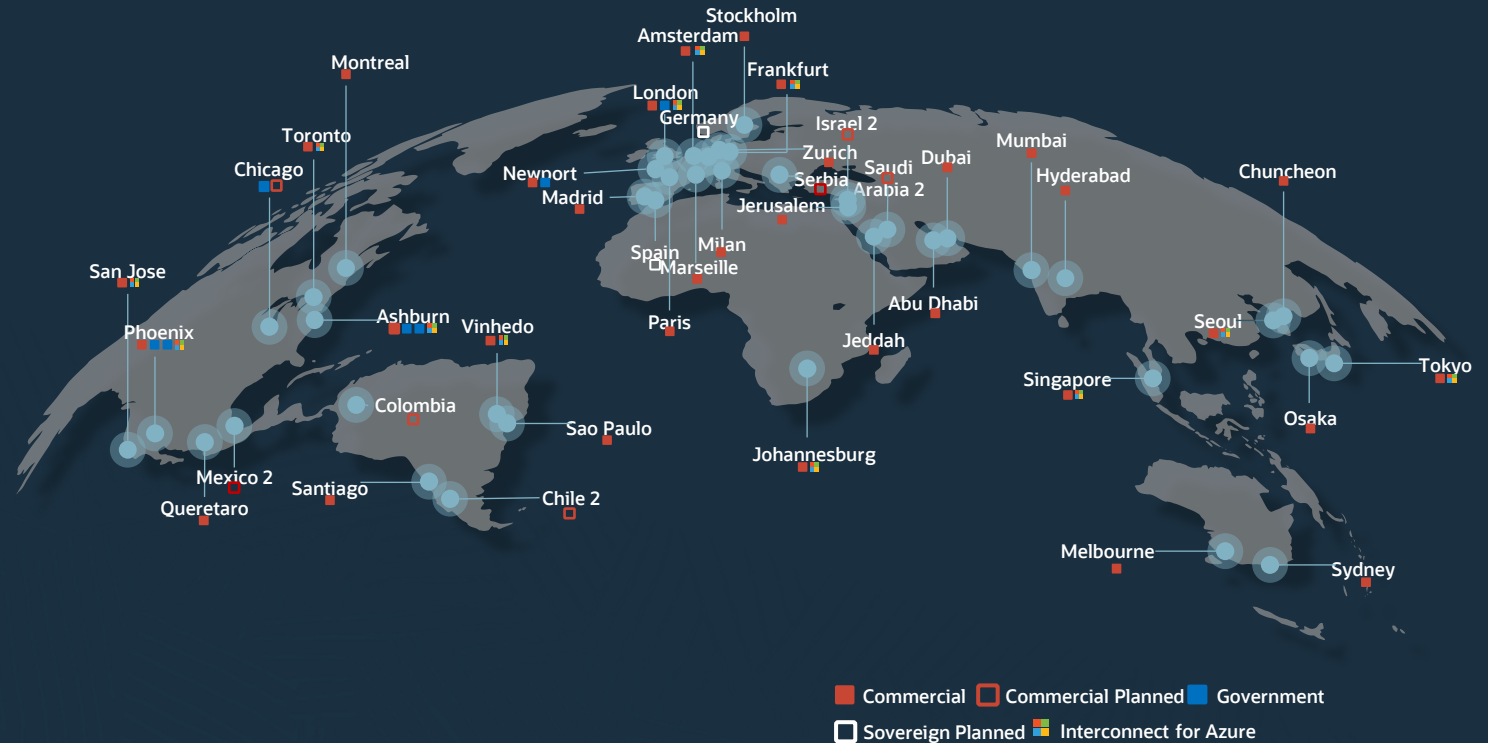 Stockholm
Amsterdam
Montreal
Frankfurt
London
Germany
Israel 2
Toronto
Mumbai
Zurich
Saudi
Arabia 2
Dubai
Chicago
Newport
Serbia
Hyderabad
Chuncheon
Madrid
Jerusalem
Spain
Milan
Marseille
San Jose
Abu Dhabi
Ashburn
Vinhedo
Paris
Seoul
Phoenix
Jeddah
Tokyo
Singapore
Colombia
Osaka
Sao Paulo
Johannesburg
Mexico 2
Santiago
Chile 2
Queretaro
Melbourne
Sydney
Commercial
Commercial Planned
Government
Sovereign Planned
Interconnect for Azure